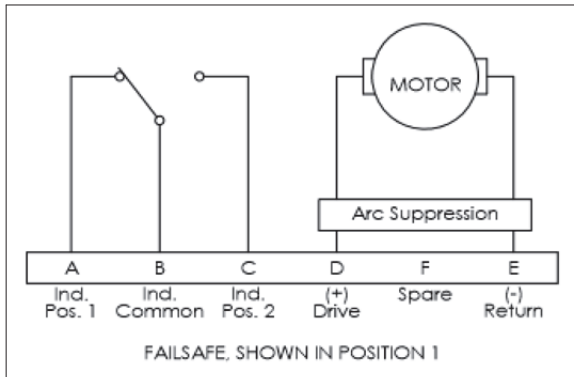 MOTOR
Arc Suppression
A B C D F E
Ind. Ind. Ind. (+) Spare (-)
Pos. 1 Common Pos. 2 Drive Return
FAILSAFE, SHOWN IN POSITION 1